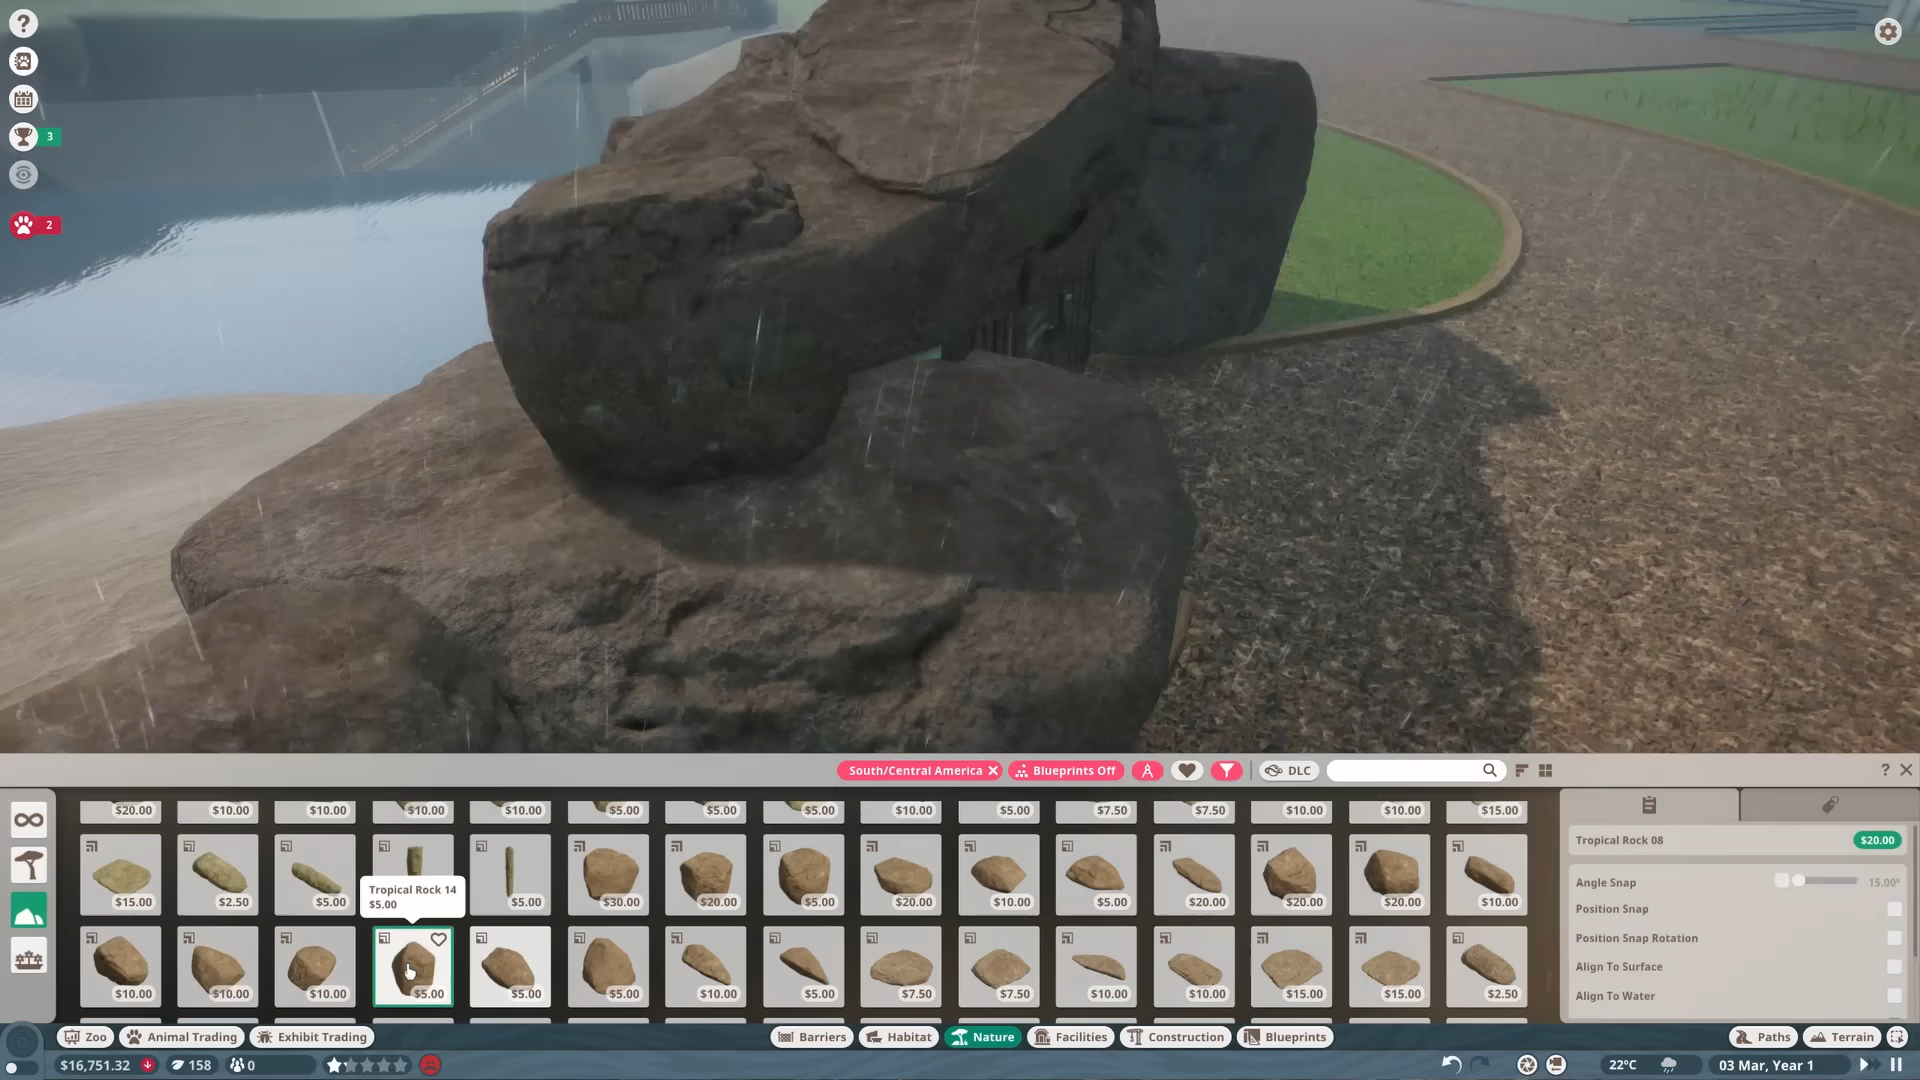 ?
3
2
South/Central America ✕
Blueprints Off
DLC
?
$20.00 $10.00 $10.00 $10.00 $10.00 $5.00 $5.00 $5.00 $10.00 $5.00 $7.50 $7.50 $10.00 $10.00 $15.00
$15.00 $2.50 $5.00 $5.00 $30.00 $20.00 $5.00 $20.00 $10.00 $5.00 $20.00 $20.00 $20.00 $10.00
Tropical Rock 14
$5.00
$10.00 $10.00 $10.00 $5.00 $5.00 $5.00 $10.00 $5.00 $7.50 $7.50 $10.00 $10.00 $15.00 $15.00 $2.50
Tropical Rock 08 $20.00
Angle Snap 15.00°
Position Snap
Position Snap Rotation
Align To Surface
Align To Water
Zoo Animal Trading Exhibit Trading Barriers Habitat Nature Facilities Construction Blueprints Paths Terrain
$16,751.32 158 0 22°C 03 Mar, Year 1